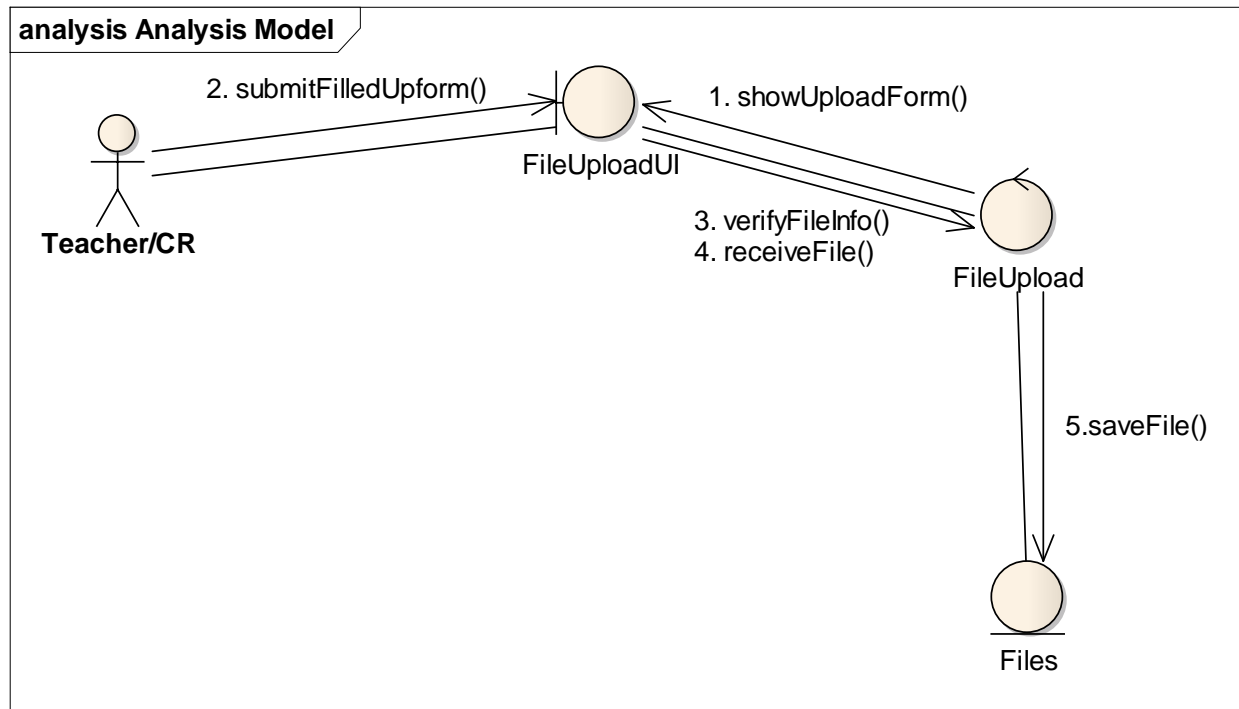 analysis Analysis Model
2. submitFilledUpform()
1. showUploadForm()
FileUploadUI
3. verifyFileInfo()
4. receiveFile()
Teacher/CR
FileUpload
5.saveFile()
Files